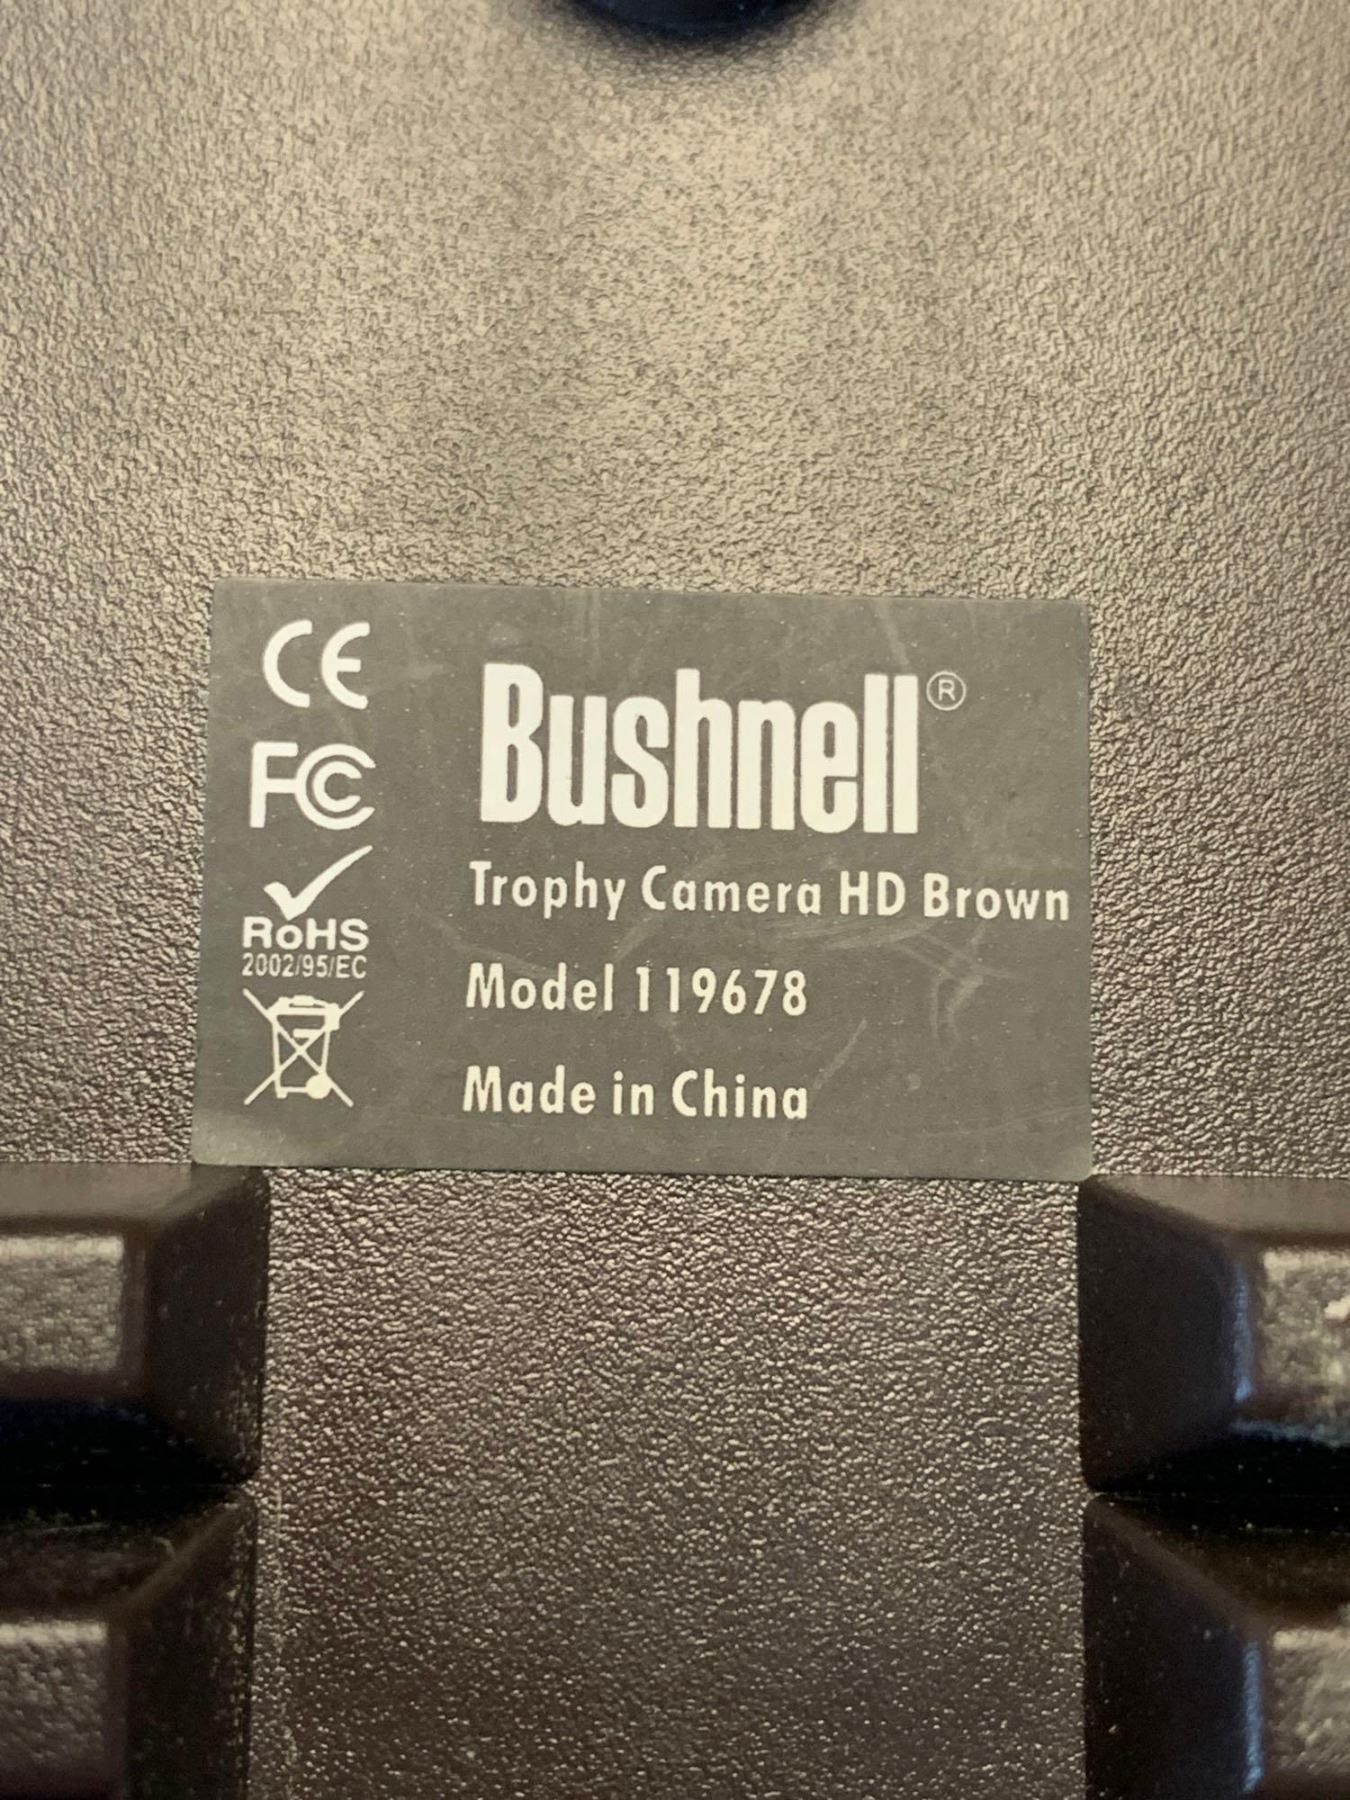 CE
FC
RoHS
2002/95/EC
Bushnell®
Trophy Camera HD Brown
Model 119678
Made in China